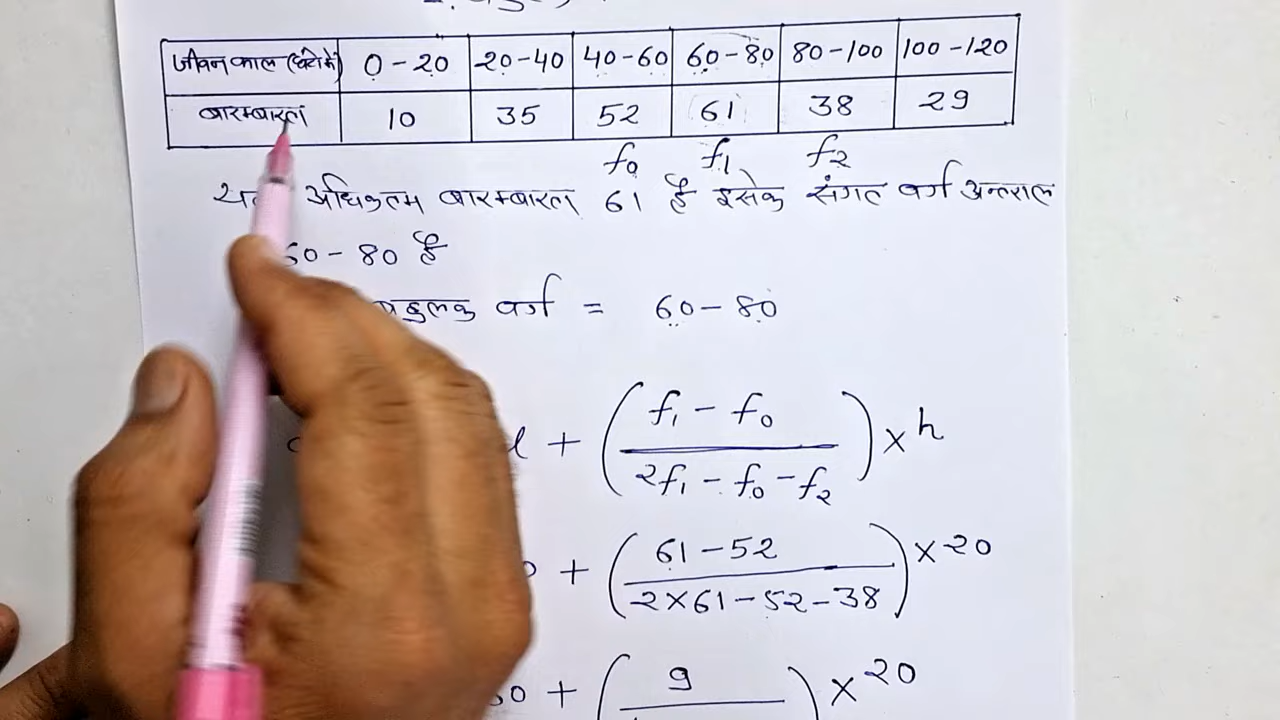 जीवन काल (घंटो में) 0-20 20-40 40-60 60-80 80-100 100-120
बारम्बारता 10 35 52 61 38 29
f₀ f₁ f₂
अधिकतम बारम्बारता 61 है इसके संगत वर्ग अन्तराल
60-80 है
बहुलक वर्ग = 60-80
l + ( f₁ - f₀ / 2f₁ - f₀ - f₂ ) × h
+ ( 61-52 / 2×61-52-38 ) × 20
+ ( 9 / ) × 20